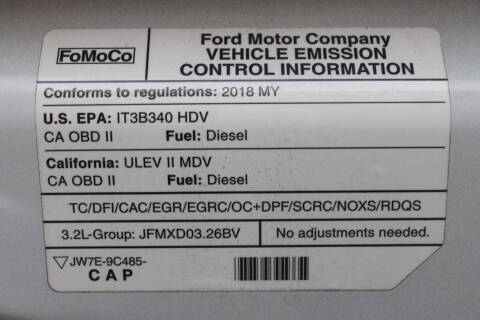 FoMoCo
Ford Motor Company
VEHICLE EMISSION
CONTROL INFORMATION
Conforms to regulations: 2018 MY
U.S. EPA: IT3B340 HDV
CA OBD II Fuel: Diesel
California: ULEV II MDV
CA OBD II Fuel: Diesel
TC/DFI/CAC/EGR/EGRC/OC+DPF/SCRC/NOXS/RDQS
3.2L-Group: JFMXD03.26BV No adjustments needed.
JW7E-9C485-
CAP